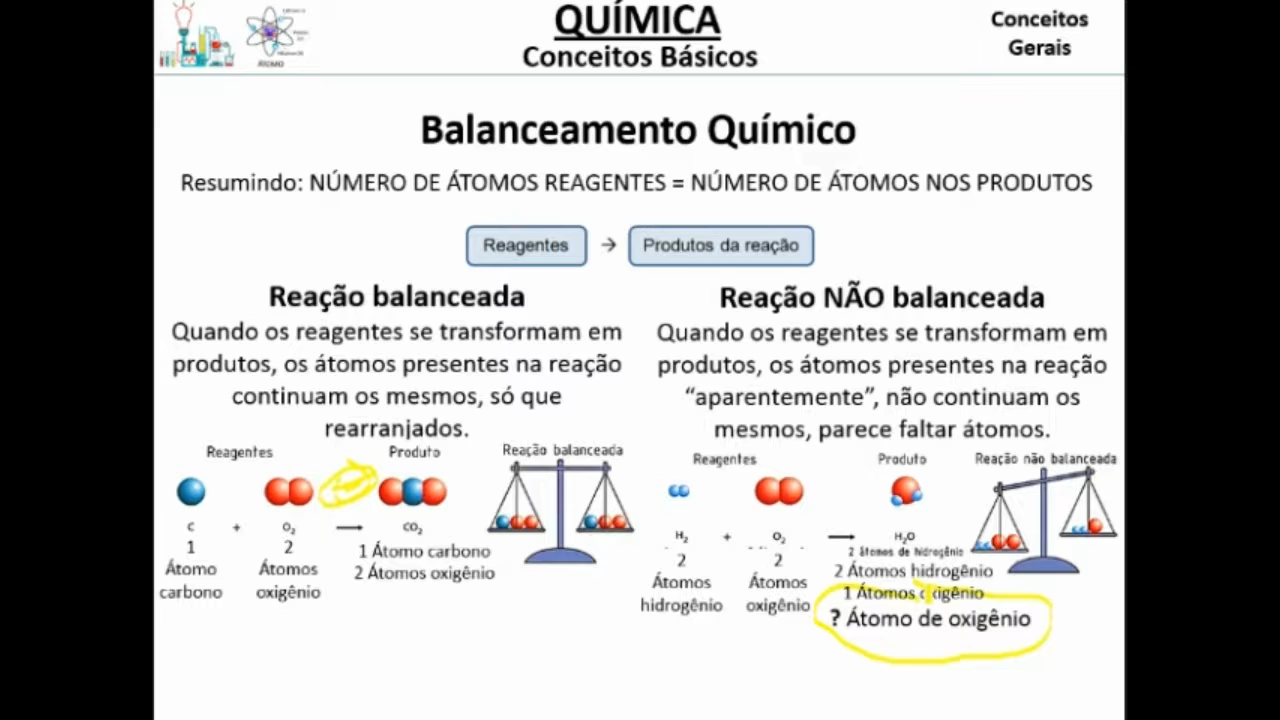 ÁTOMO
QUÍMICA
Conceitos Básicos
Conceitos
Gerais
Balanceamento Químico
Resumindo: NÚMERO DE ÁTOMOS REAGENTES = NÚMERO DE ÁTOMOS NOS PRODUTOS
Reagentes → Produtos da reação
Reação balanceada
Quando os reagentes se transformam em
produtos, os átomos presentes na reação
continuam os mesmos, só que
rearranjados.
Reagentes Produto Reação balanceada
C + O₂ → CO₂
1 2 1 Átomo carbono
Átomo Átomos 2 Átomos oxigênio
carbono oxigênio
Reação NÃO balanceada
Quando os reagentes se transformam em
produtos, os átomos presentes na reação
“aparentemente”, não continuam os
mesmos, parece faltar átomos.
Reagentes Produto Reação não balanceada
H₂ + O₂ → H₂O
2 átomos de hidrogênio
2 2 2 Átomos hidrogênio
Átomos Átomos 1 Átomos oxigênio
hidrogênio oxigênio ? Átomo de oxigênio